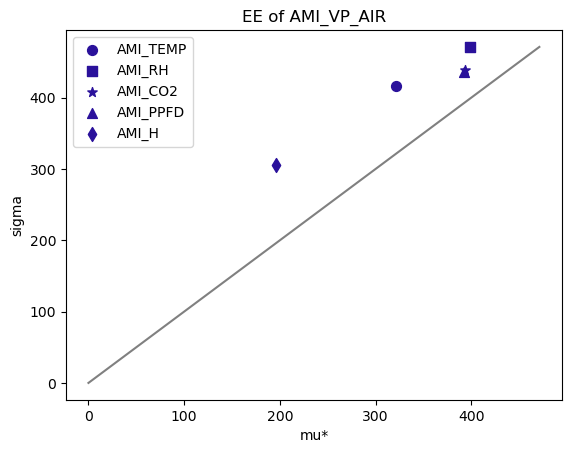 EE of AMI_VP_AIR
AMI_TEMP
AMI_RH
AMI_CO2
AMI_PPFD
AMI_H
sigma
400
300
200
100
0
0
100
200
300
400
mu*